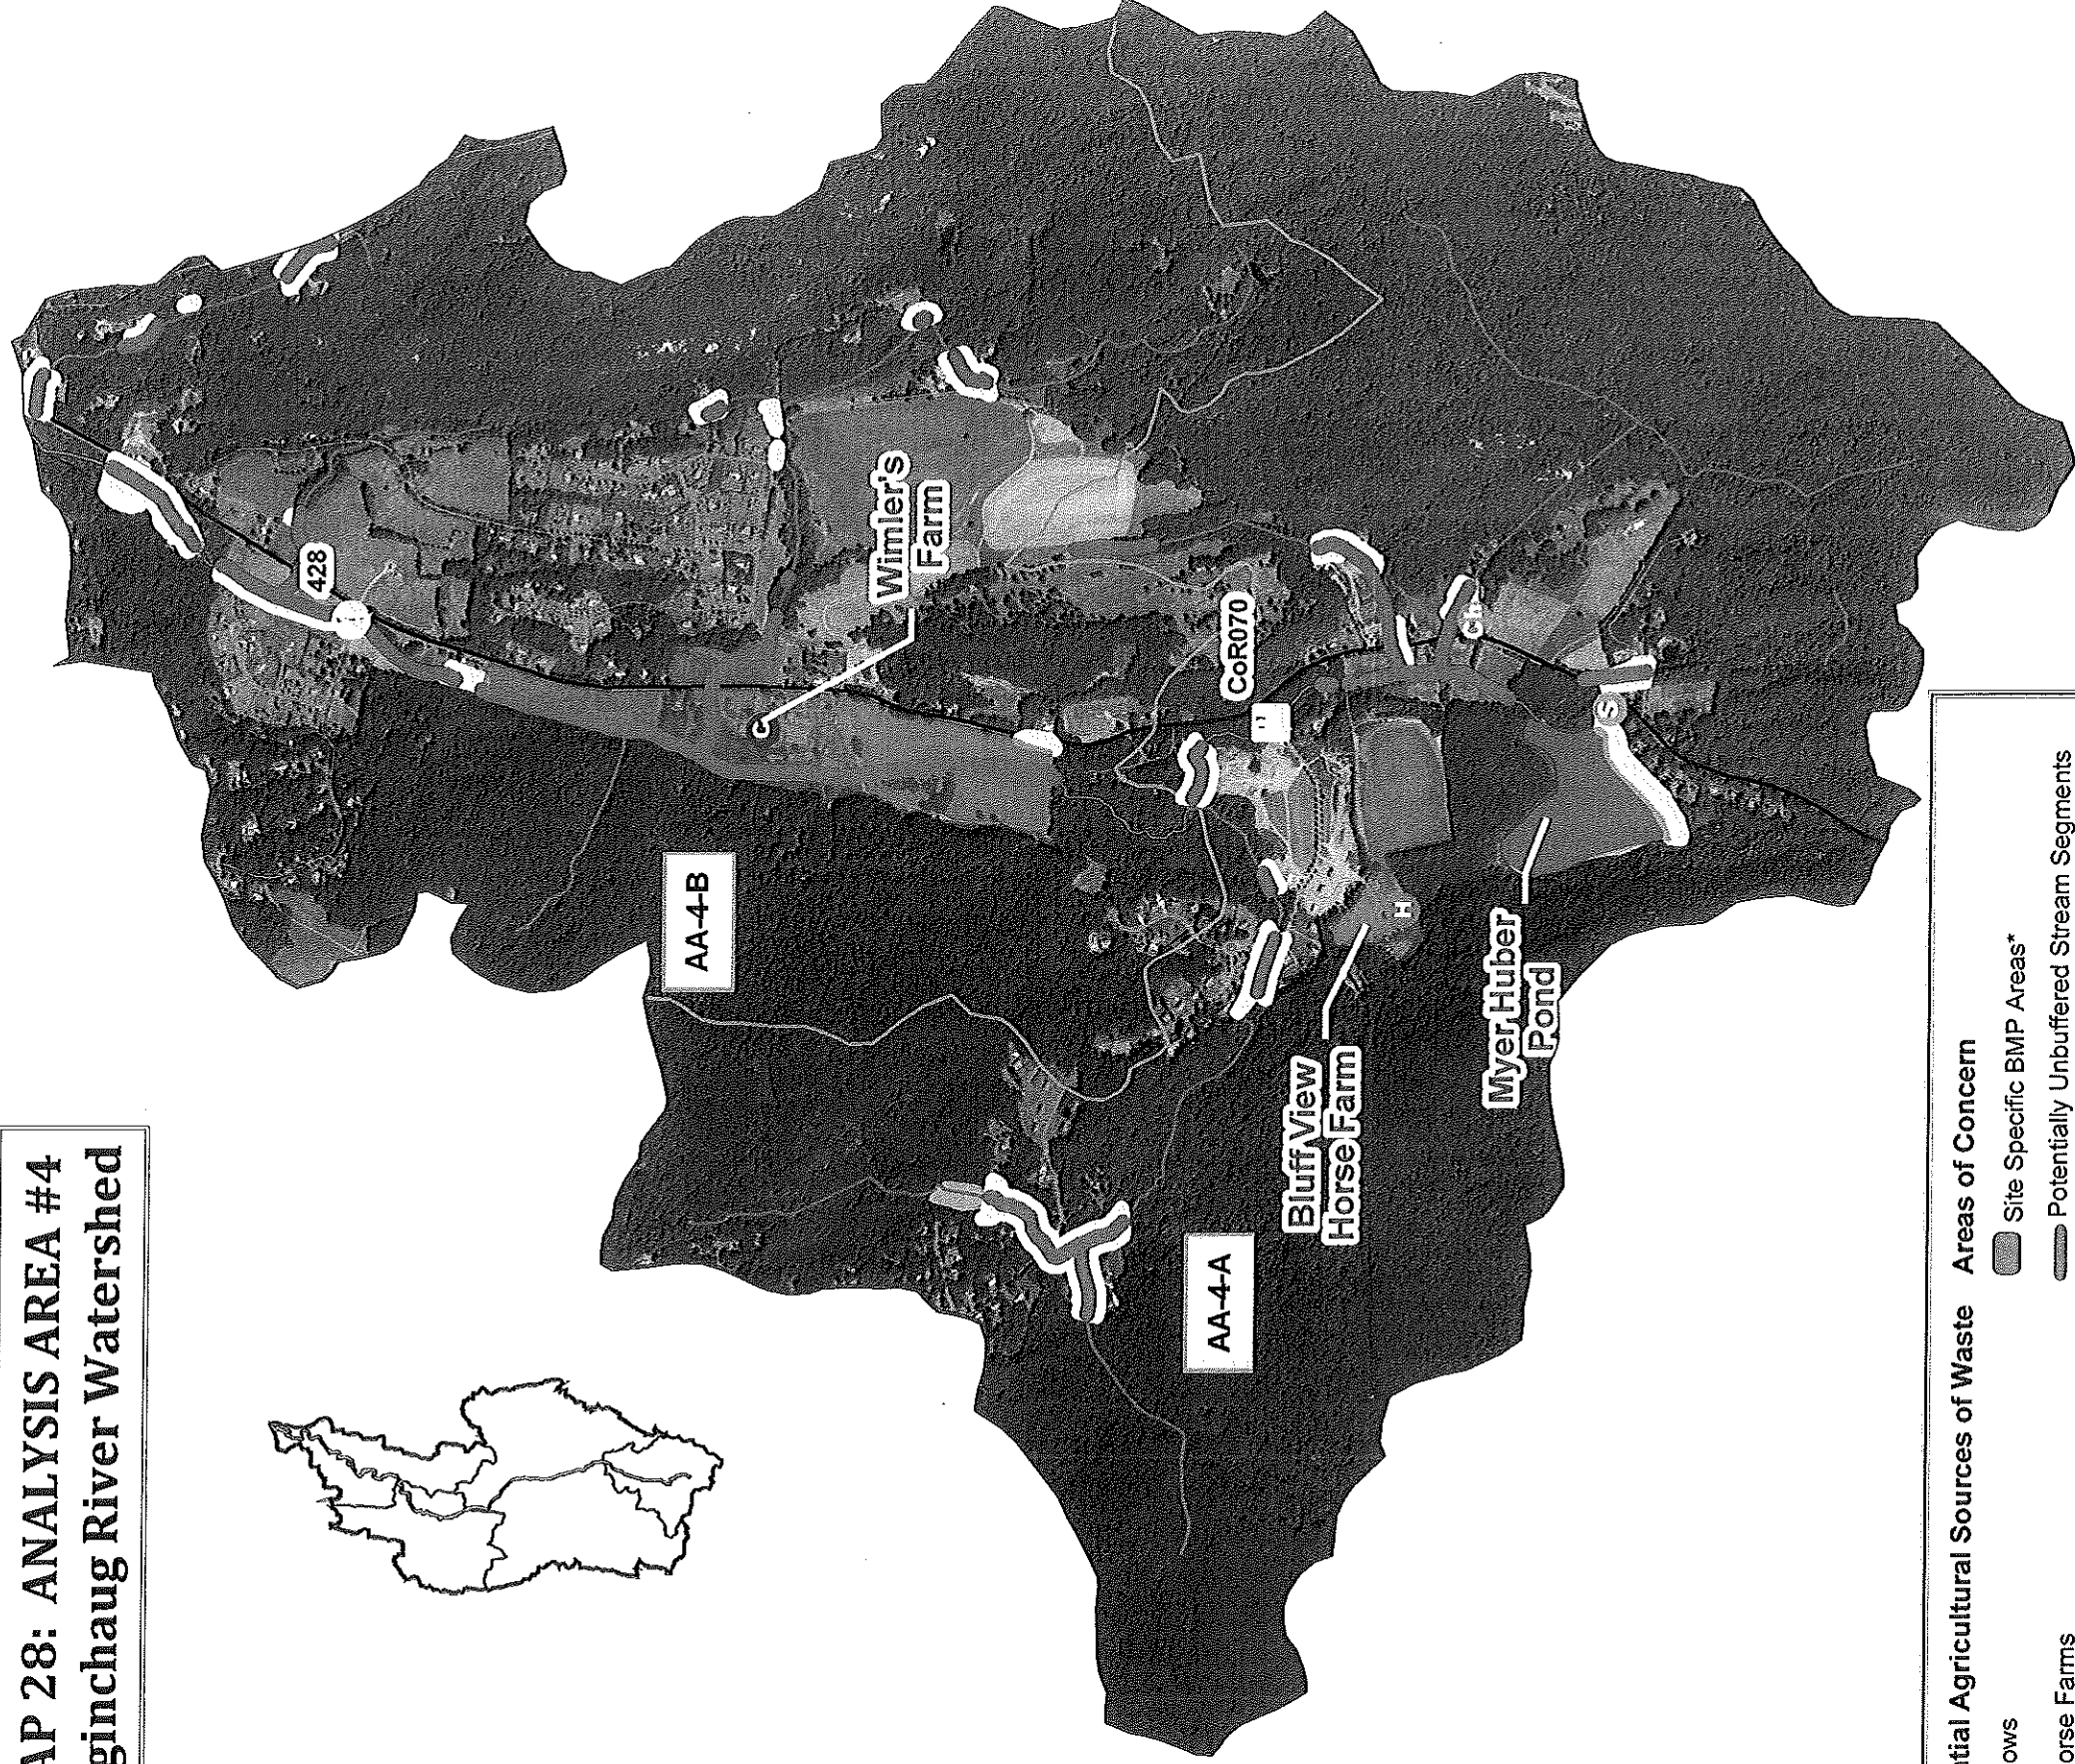 AP 28: ANALYSIS AREA #4
ginchaug River Watershed
428
Wimler's
Farm
C
AA-4-B
CoR070
Ch
S
H
Bluff View
Horse Farm
Myer Huber
Pond
AA-4-A
tial Agricultural Sources of Waste
Areas of Concern
ows
Site Specific BMP Areas*
orse Farms
Potentially Unbuffered Stream Segments